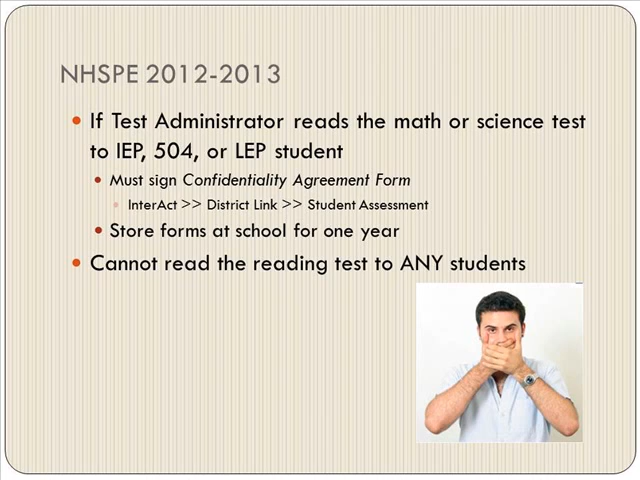 NHSPE 2012-2013
If Test Administrator reads the math or science test
to IEP, 504, or LEP student
Must sign Confidentiality Agreement Form
InterAct >> District Link >> Student Assessment
Store forms at school for one year
Cannot read the reading test to ANY students